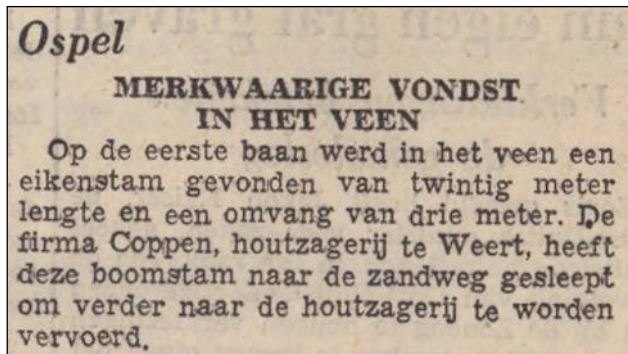 Ospel
MERKWAARIGE VONDST
IN HET VEEN
Op de eerste baan werd in het veen een
eikenstam gevonden van twintig meter
lengte en een omvang van drie meter. De
firma Coppen, houtzagerij te Weert, heeft
deze boomstam naar de zandweg gesleept
om verder naar de houtzagerij te worden
vervoerd.